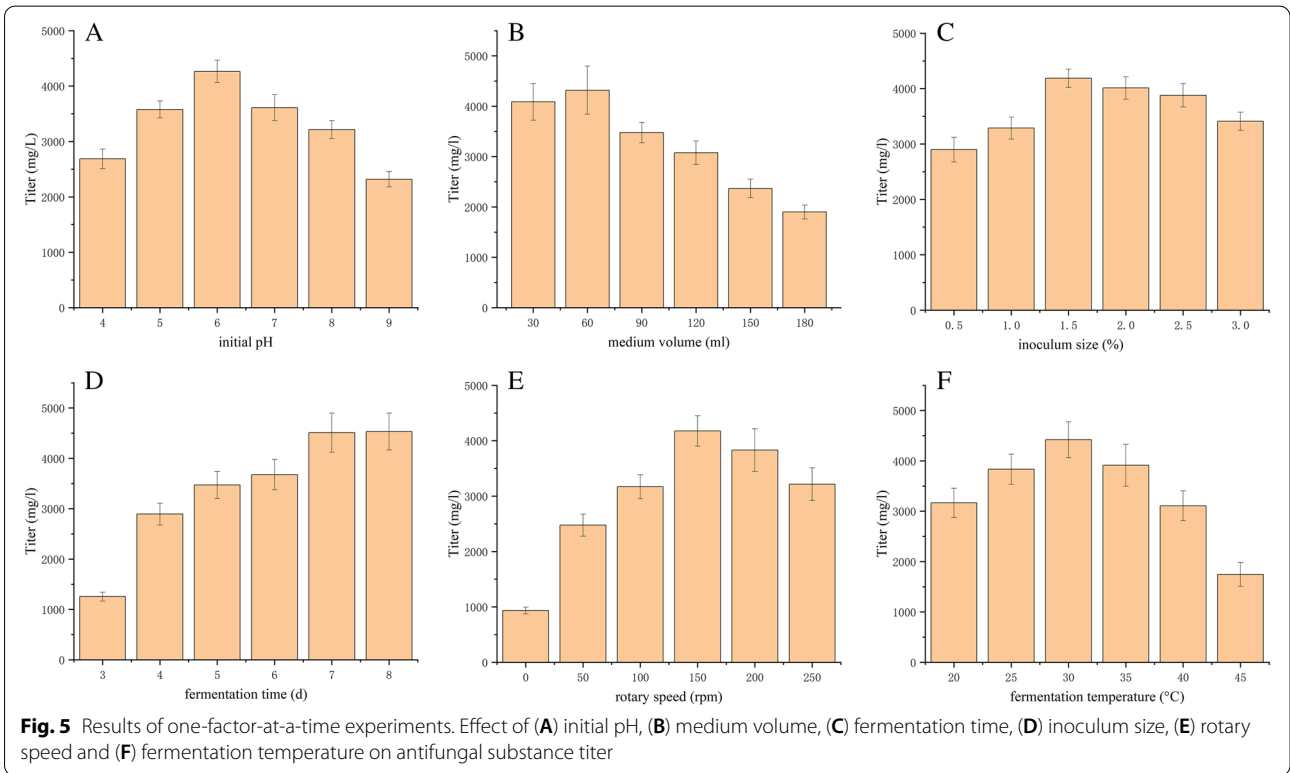 A
5000
4000
3000
2000
1000
0
Titer (mg/L)
4 5 6 7 8 9
initial pH
B
5000
4000
3000
2000
1000
0
Titer (mg/l)
30 60 90 120 150 180
medium volume (ml)
C
5000
4000
3000
2000
1000
0
Titer (mg/l)
0.5 1.0 1.5 2.0 2.5 3.0
inoculum size (%)
D
5000
4000
3000
2000
1000
0
Titer (mg/l)
3 4 5 6 7 8
fermentation time (d)
E
5000
4000
3000
2000
1000
0
Titer (mg/l)
0 50 100 150 200 250
rotary speed (rpm)
F
5000
4000
3000
2000
1000
0
Titer (mg/l)
20 25 30 35 40 45
fermentation temperature (°C)
Fig. 5 Results of one-factor-at-a-time experiments. Effect of (A) initial pH, (B) medium volume, (C) fermentation time, (D) inoculum size, (E) rotary
speed and (F) fermentation temperature on antifungal substance titer